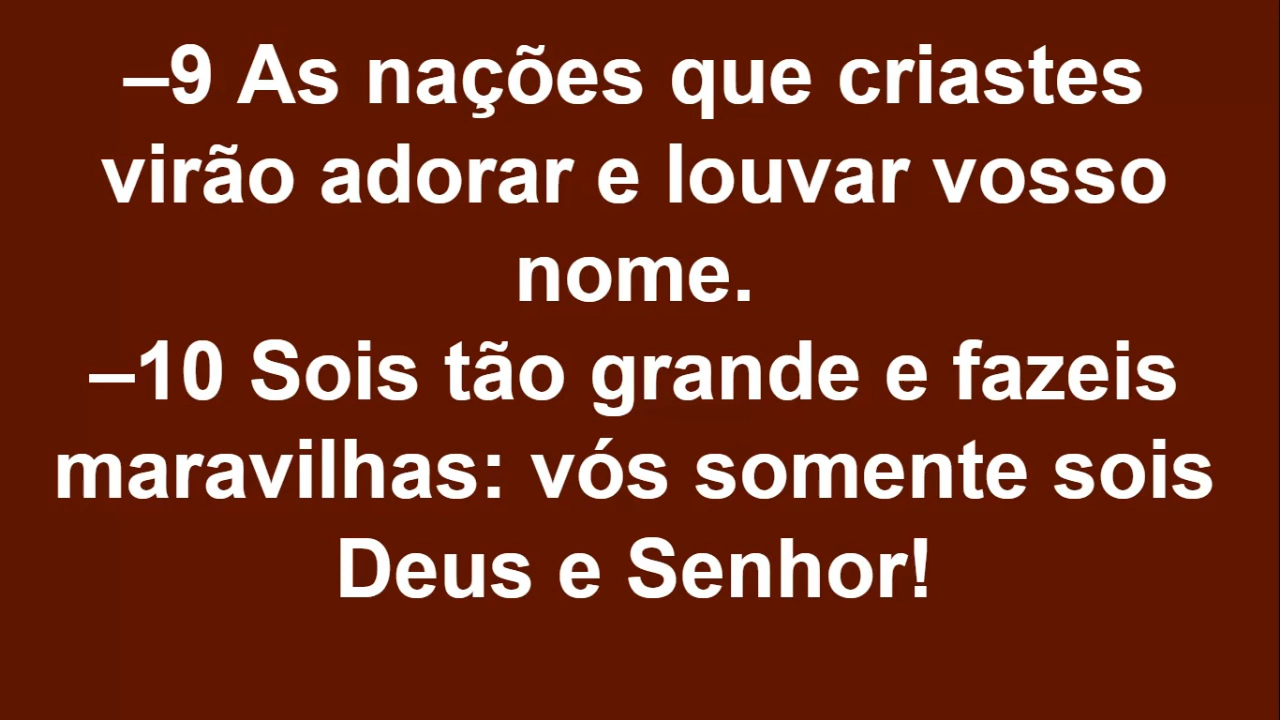 –9 As nações que criastes
virão adorar e louvar vosso
nome.
–10 Sois tão grande e fazeis
maravilhas: vós somente sois
Deus e Senhor!